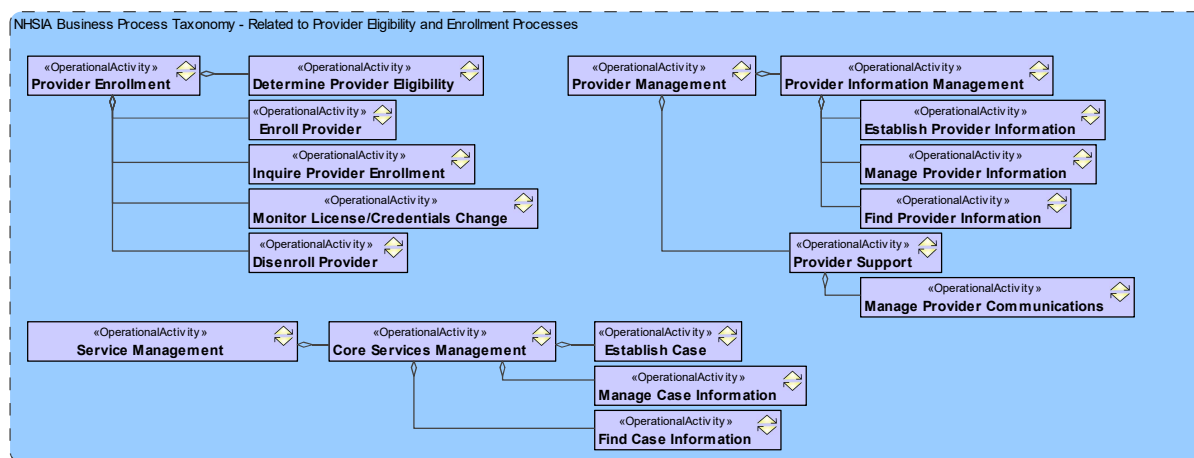 NHSIA Business Process Taxonomy - Related to Provider Eligibility and Enrollment Processes
«OperationalActivity»
Provider Enrollment
«OperationalActivity»
Determine Provider Eligibility
«OperationalActivity»
Enroll Provider
«OperationalActivity»
Inquire Provider Enrollment
«OperationalActivity»
Monitor License/Credentials Change
«OperationalActivity»
Disenroll Provider
«OperationalActivity»
Provider Management
«OperationalActivity»
Provider Information Management
«OperationalActivity»
Establish Provider Information
«OperationalActivity»
Manage Provider Information
«OperationalActivity»
Find Provider Information
«OperationalActivity»
Provider Support
«OperationalActivity»
Manage Provider Communications
«OperationalActivity»
Service Management
«OperationalActivity»
Core Services Management
«OperationalActivity»
Establish Case
«OperationalActivity»
Manage Case Information
«OperationalActivity»
Find Case Information